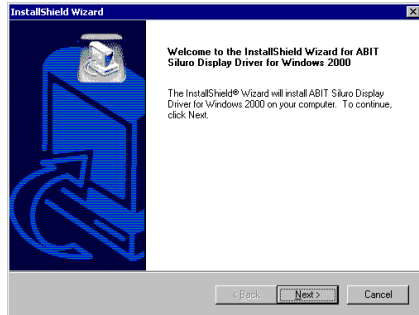 InstallShield Wizard
Welcome to the InstallShield Wizard for ABIT
Siluro Display Driver for Windows 2000
The InstallShield® Wizard will install ABIT Siluro Display
Driver for Windows 2000 on your computer. To continue,
click Next.
< Back Next > Cancel